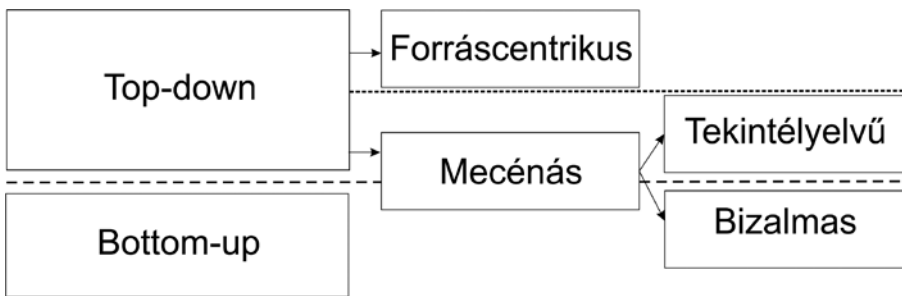 Top-down
Forráscentrikus
Mecénás
Tekintélyelvű
Bizalmas
Bottom-up